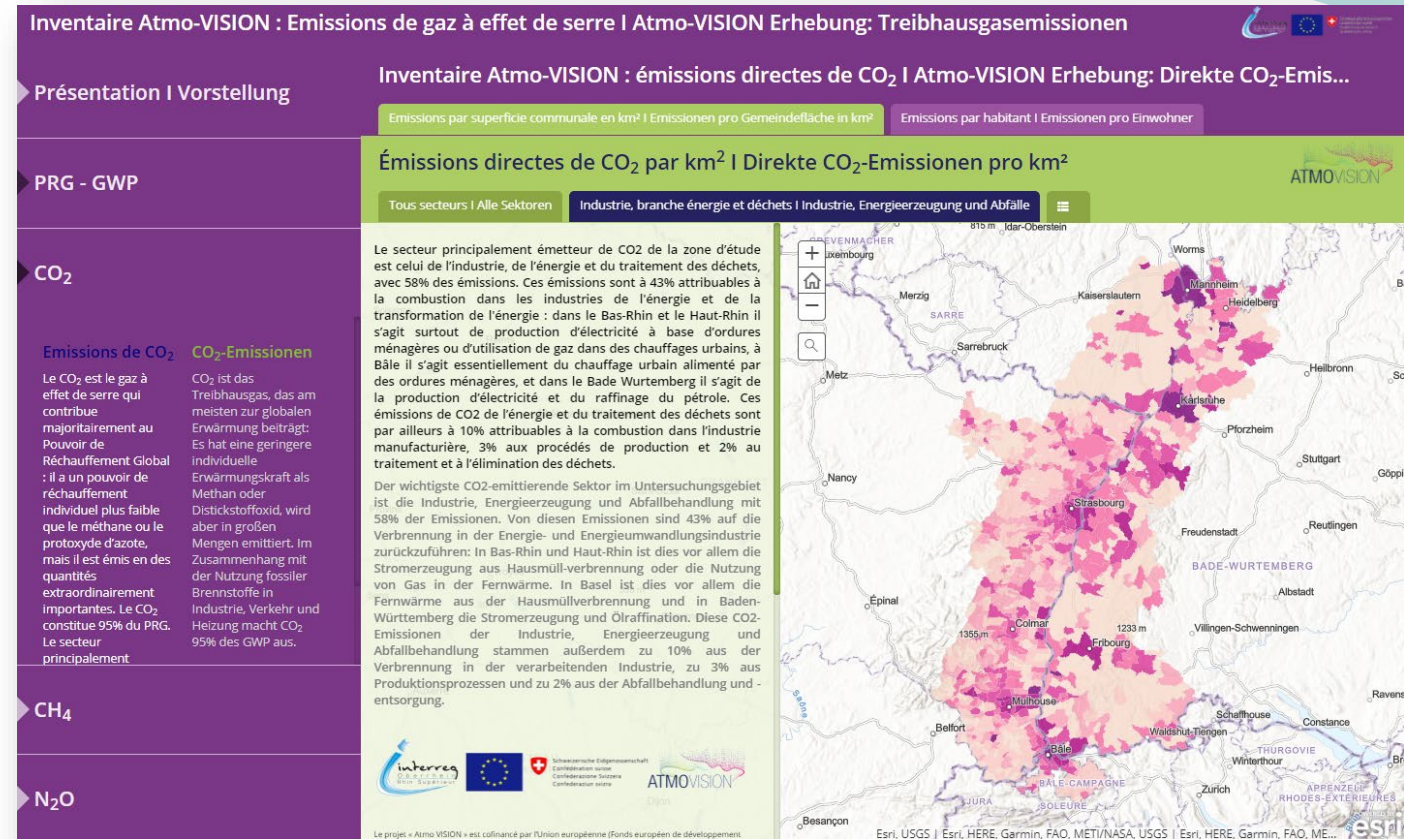 Inventaire Atmo-VISION : Emissions de gaz à effet de serre I Atmo-VISION Erhebung: Treibhausgasemissionen
Présentation I Vorstellung
PRG - GWP
CO₂
Emissions de CO₂
Le CO₂ est le gaz à
effet de serre qui
contribue
majoritairement au
Pouvoir de
Réchauffement Global
: il a un pouvoir de
réchauffement
individuel plus faible
que le méthane ou le
protoxyde d'azote,
mais il est émis en des
quantités
extraordinairement
importantes. Le CO₂
constitue 95% du PRG.
Le secteur
principalement
CO₂-Emissionen
CO₂ ist das
Treibhausgas, das am
meisten zur globalen
Erwärmung beiträgt:
Es hat eine geringere
individuelle
Erwärmungskraft als
Methan oder
Distickstoffoxid, wird
aber in großen
Mengen emittiert. Im
Zusammenhang mit
der Nutzung fossiler
Brennstoffe in
Industrie, Verkehr und
Heizung macht CO₂
95% des GWP aus.
CH₄
N₂O
Inventaire Atmo-VISION : émissions directes de CO₂ I Atmo-VISION Erhebung: Direkte CO₂-Emis...
Emissions par superficie communale en km² I Emissionen pro Gemeindefläche in km²
Emissions par habitant I Emissionen pro Einwohner
Émissions directes de CO₂ par km² I Direkte CO₂-Emissionen pro km²
ATMOVISION
Tous secteurs I Alle Sektoren
Industrie, branche énergie et déchets I Industrie, Energieerzeugung und Abfälle
Le secteur principalement émetteur de CO2 de la zone d'étude
est celui de l'industrie, de l'énergie et du traitement des déchets,
avec 58% des émissions. Ces émissions sont à 43% attribuables à
la combustion dans les industries de l'énergie et de la
transformation de l'énergie : dans le Bas-Rhin et le Haut-Rhin il
s'agit surtout de production d'électricité à base d'ordures
ménagères ou d'utilisation de gaz dans des chauffages urbains, à
Bâle il s'agit essentiellement du chauffage urbain alimenté par
des ordures ménagères, et dans le Bade Wurtemberg il s'agit de
la production d'électricité et du raffinage du pétrole. Ces
émissions de CO2 de l'énergie et du traitement des déchets sont
par ailleurs à 10% attribuables à la combustion dans l'industrie
manufacturière, 3% aux procédés de production et 2% au
traitement et à l'élimination des déchets.
Der wichtigste CO2-emittierende Sektor im Untersuchungsgebiet
ist die Industrie, Energieerzeugung und Abfallbehandlung mit
58% der Emissionen. Von diesen Emissionen sind 43% auf die
Verbrennung in der Energie- und Energieumwandlungsindustrie
zurückzuführen: In Bas-Rhin und Haut-Rhin ist dies vor allem die
Stromerzeugung aus Hausmüll-verbrennung oder die Nutzung
von Gas in der Fernwärme. In Basel ist dies vor allem die
Fernwärme aus der Hausmüllverbrennung und in Baden-
Württemberg die Stromerzeugung und Ölraffination. Diese CO2-
Emissionen der Industrie, Energieerzeugung und
Abfallbehandlung stammen außerdem zu 10% aus der
Verbrennung in der verarbeitenden Industrie, zu 3% aus
Produktionsprozessen und zu 2% aus der Abfallbehandlung und -
entsorgung.
interreg
Oberrhein
Rhin Supérieur
Schweizerische Eidgenossenschaft
Confédération suisse
Confederazione Svizzera
Confederaziun svizra
ATMOVISION
Dijon
Le projet « Atmo VISION » est cofinancé par l'Union européenne (Fonds européen de développement
815 m Idar-Oberstein
GREVENMACHER
Luxembourg
Worms
Mannheim
Merzig
Kaiserslautern
Heidelberg
SARRE
Sarrebruck
Heilbronn
Metz
Karlsruhe
Pforzheim
Stuttgart
Göppi
Nancy
Strasbourg
Freudenstadt
Reutlingen
BADE-WURTEMBERG
Albstadt
Épinal
Colmar
1355 m
1233 m
Villingen-Schwenningen
Fribourg
Mulhouse
Ravens
Saône
Schaffhouse
Constance
Belfort
Waldshut-Tiengen
Bâle
THURGOVIE
Winterthour
BÂLE-CAMPAGNE
Zurich
APPENZELL
RHODES-EXTÉRIEURES
JURA
SOLEURE
Besançon
Esri, USGS | Esri, HERE, Garmin, FAO, METI/NASA, USGS | Esri, HERE, Garmin, FAO, ME...
esri